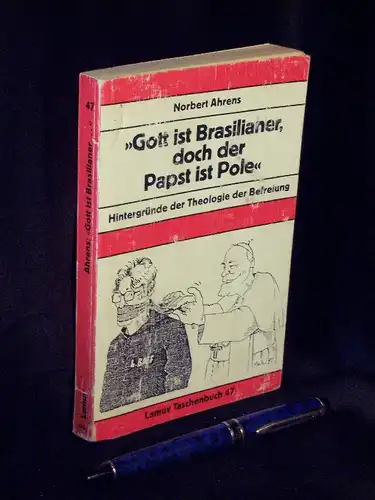 Norbert Ahrens
»Gott ist Brasilianer,
doch der
Papst ist Pole«
Hintergründe der Theologie der Befreiung
Lamuv Taschenbuch 47
47
Ahrens: »Gott ist Brasilianer, ...«
Lamuv